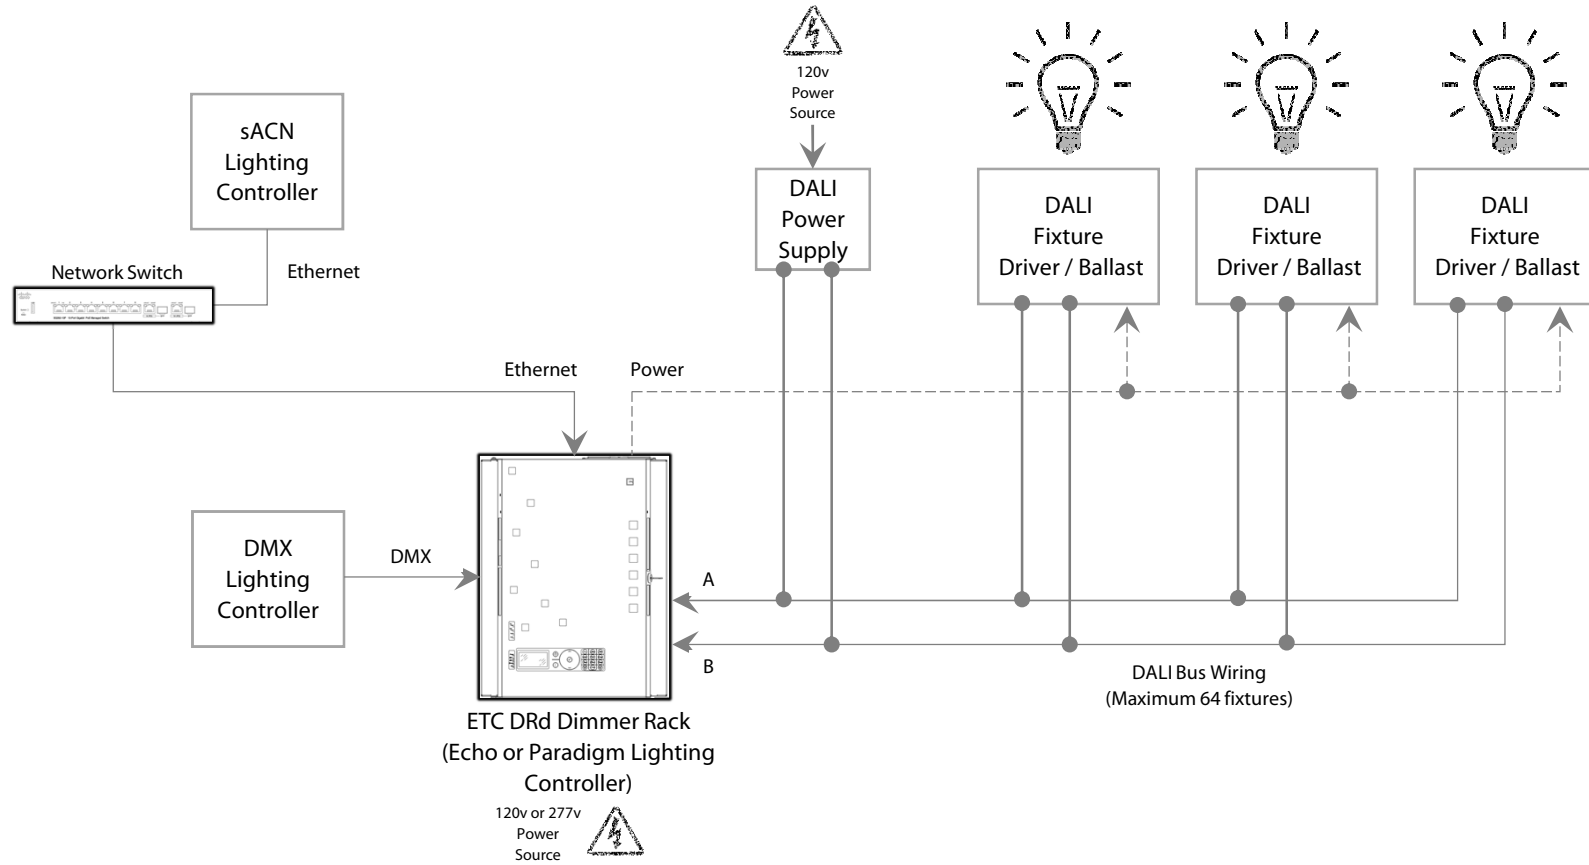 120v
Power
Source
sACN
Lighting
Controller
Network Switch
Ethernet
DALI
Power
Supply
DALI
Fixture
Driver / Ballast
DALI
Fixture
Driver / Ballast
DALI
Fixture
Driver / Ballast
Ethernet
Power
DMX
Lighting
Controller
DMX
A
B
DALI Bus Wiring
(Maximum 64 fixtures)
ETC DRd Dimmer Rack
(Echo or Paradigm Lighting
Controller)
120v or 277v
Power
Source